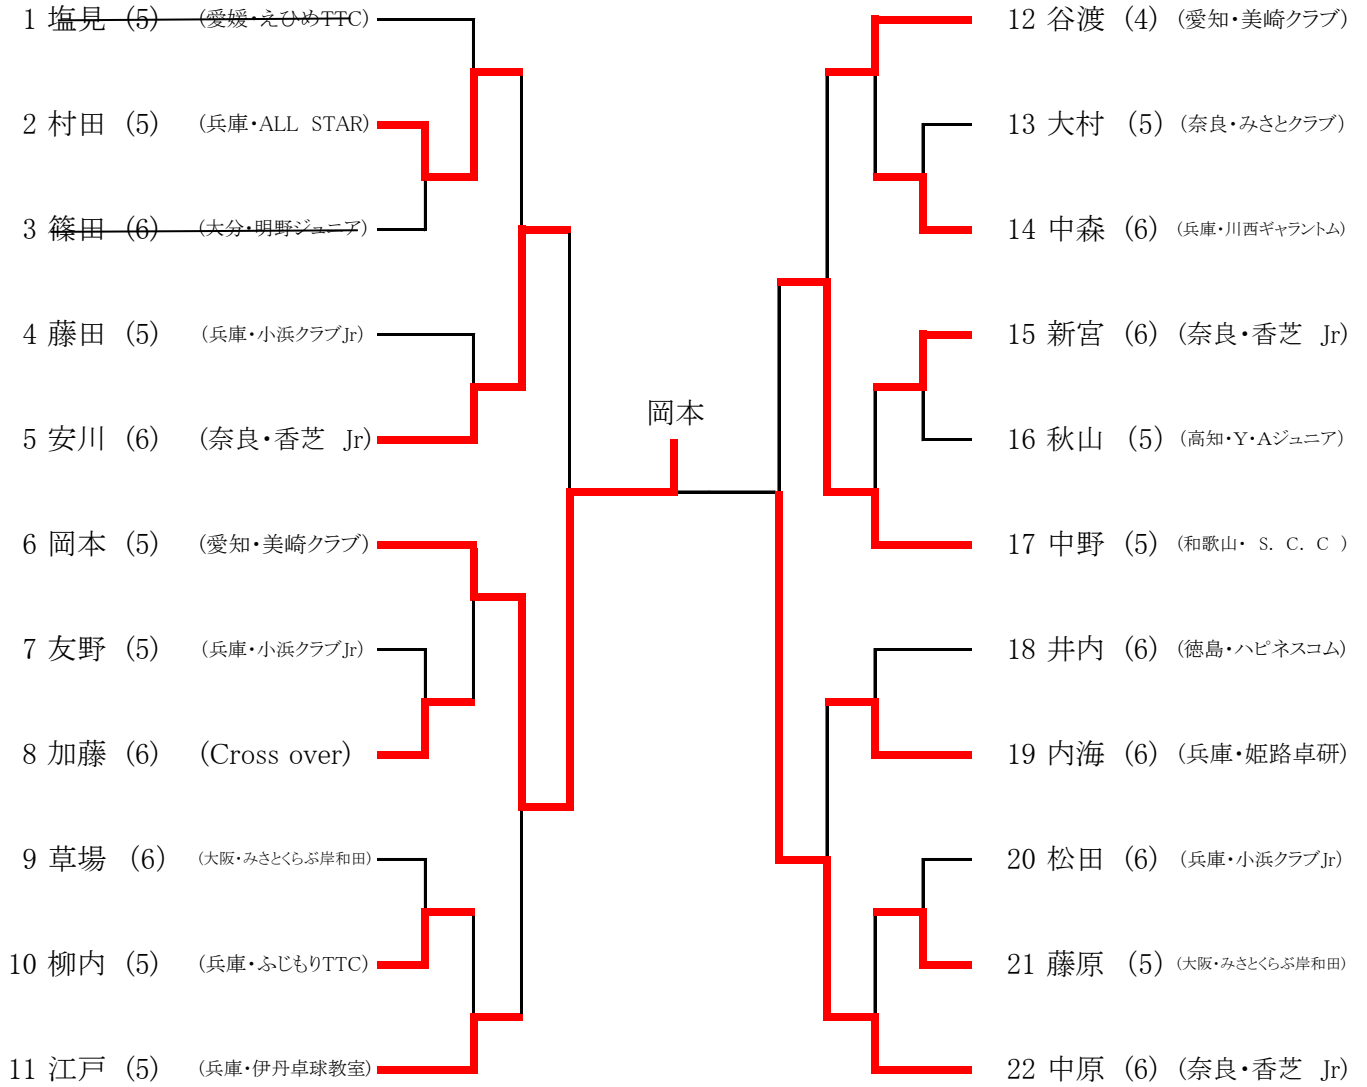 1 塩見 (5) (愛媛・えひめTTC)
2 村田 (5) (兵庫・ALL STAR)
3 篠田 (6) (大分・明野ジュニア)
4 藤田 (5) (兵庫・小浜クラブJr)
5 安川 (6) (奈良・香芝 Jr)
6 岡本 (5) (愛知・美崎クラブ)
7 友野 (5) (兵庫・小浜クラブJr)
8 加藤 (6) (Cross over)
9 草場 (6) (大阪・みさとくらぶ岸和田)
10 柳内 (5) (兵庫・ふじもりTTC)
11 江戸 (5) (兵庫・伊丹卓球教室)
岡本
12 谷渡 (4) (愛知・美崎クラブ)
13 大村 (5) (奈良・みさとクラブ)
14 中森 (6) (兵庫・川西ギャラントム)
15 新宮 (6) (奈良・香芝 Jr)
16 秋山 (5) (高知・Y・Aジュニア)
17 中野 (5) (和歌山・ S. C. C )
18 井内 (6) (徳島・ハピネスコム)
19 内海 (6) (兵庫・姫路卓研)
20 松田 (6) (兵庫・小浜クラブJr)
21 藤原 (5) (大阪・みさとくらぶ岸和田)
22 中原 (6) (奈良・香芝 Jr)